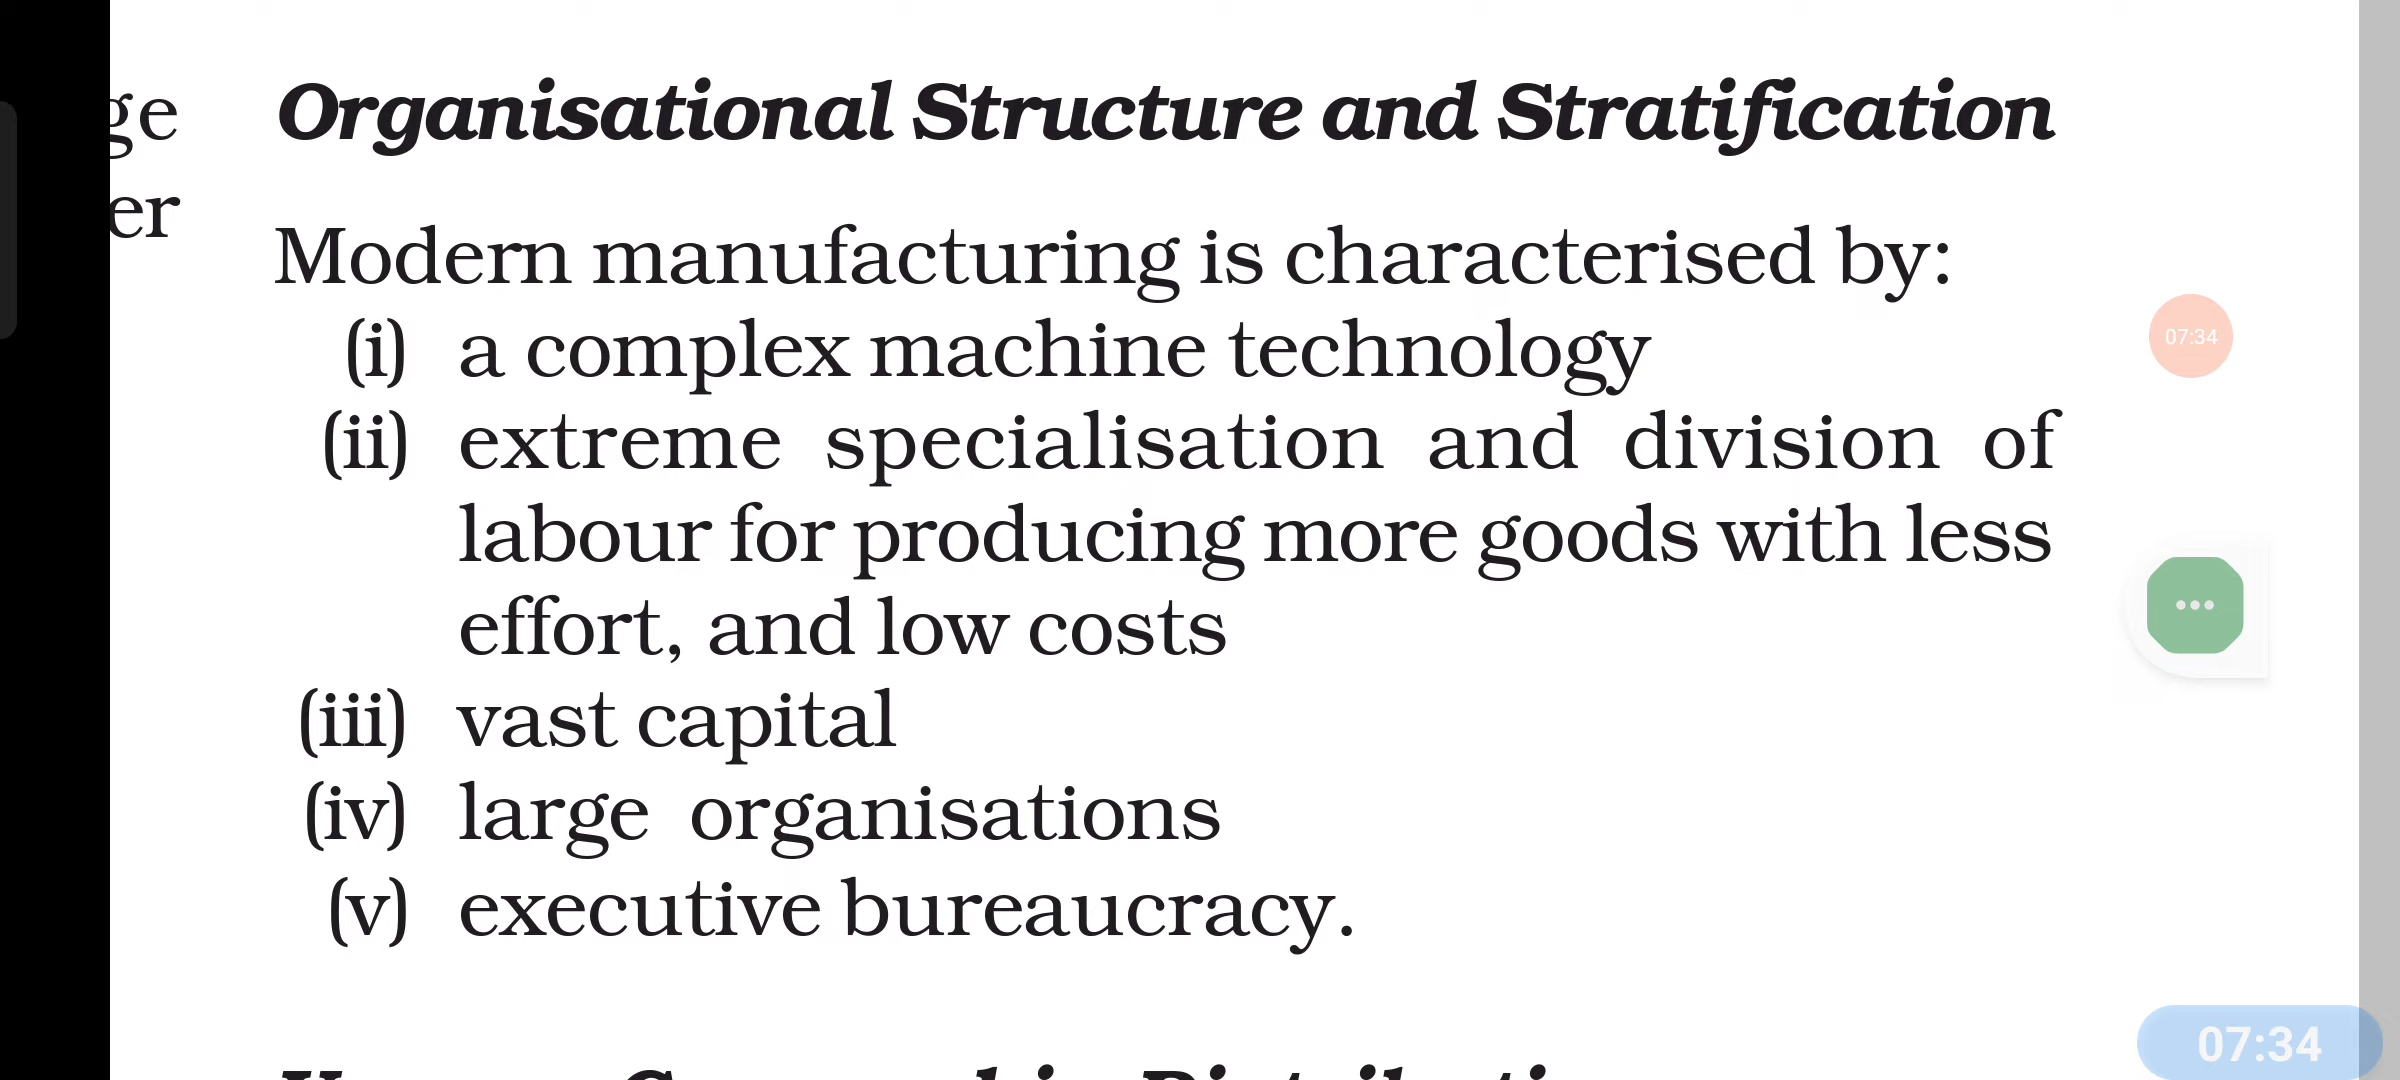 ge
er
Organisational Structure and Stratification
Modern manufacturing is characterised by:
(i) a complex machine technology
(ii) extreme specialisation and division of
labour for producing more goods with less
effort, and low costs
(iii) vast capital
(iv) large organisations
(v) executive bureaucracy.
07:34
07:34